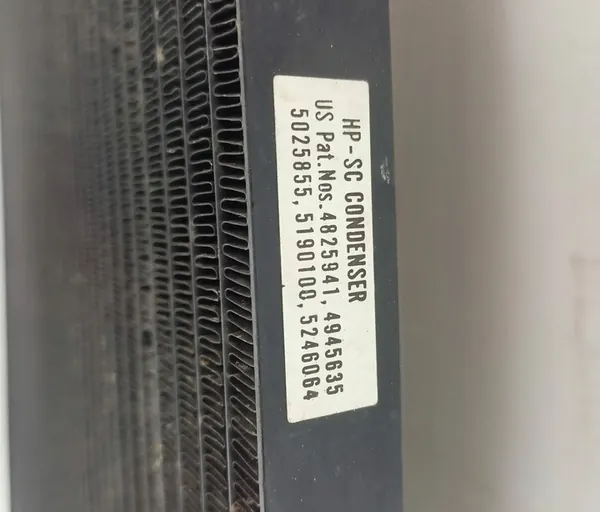 HP-SC CONDENSER
US Pat.Nos.4825941,4945635
5025855,5190100,5246064